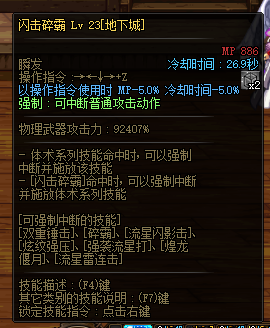 闪击碎霸 Lv 23[地下城]
MP 886
瞬发 冷却时间：26.9秒
操作指令 :→←↓→+Z
以操作指令使用时 MP-5.0% 冷却时间-5.0%
强制：可中断普通攻击动作
x2
物理武器攻击力：92407%
- 体术系列技能命中时，可以强制
中断并施放该技能
- [闪击碎霸]命中时，可以强制中断
并施放体术系列技能
[可强制中断的技能]
[双重锤击]、[碎霸]、[流星闪影击]、
[炫纹强压]、[强袭流星打]、[煌龙
偃月]、[流星霸连击]
技能描述：(F4)键
其它类别的技能说明：(F7)键
锁定技能指令：点击右键